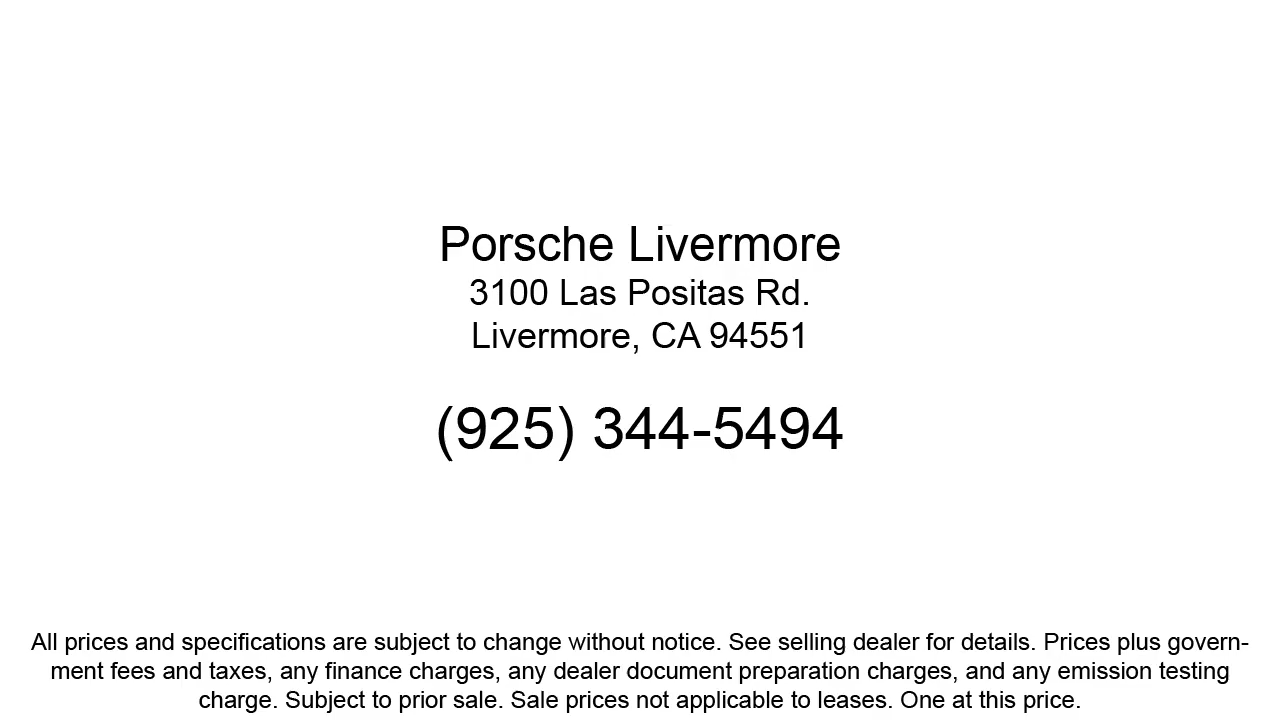 Porsche Livermore
3100 Las Positas Rd.
Livermore, CA 94551
(925) 344-5494
All prices and specifications are subject to change without notice. See selling dealer for details. Prices plus govern-
ment fees and taxes, any finance charges, any dealer document preparation charges, and any emission testing
charge. Subject to prior sale. Sale prices not applicable to leases. One at this price.